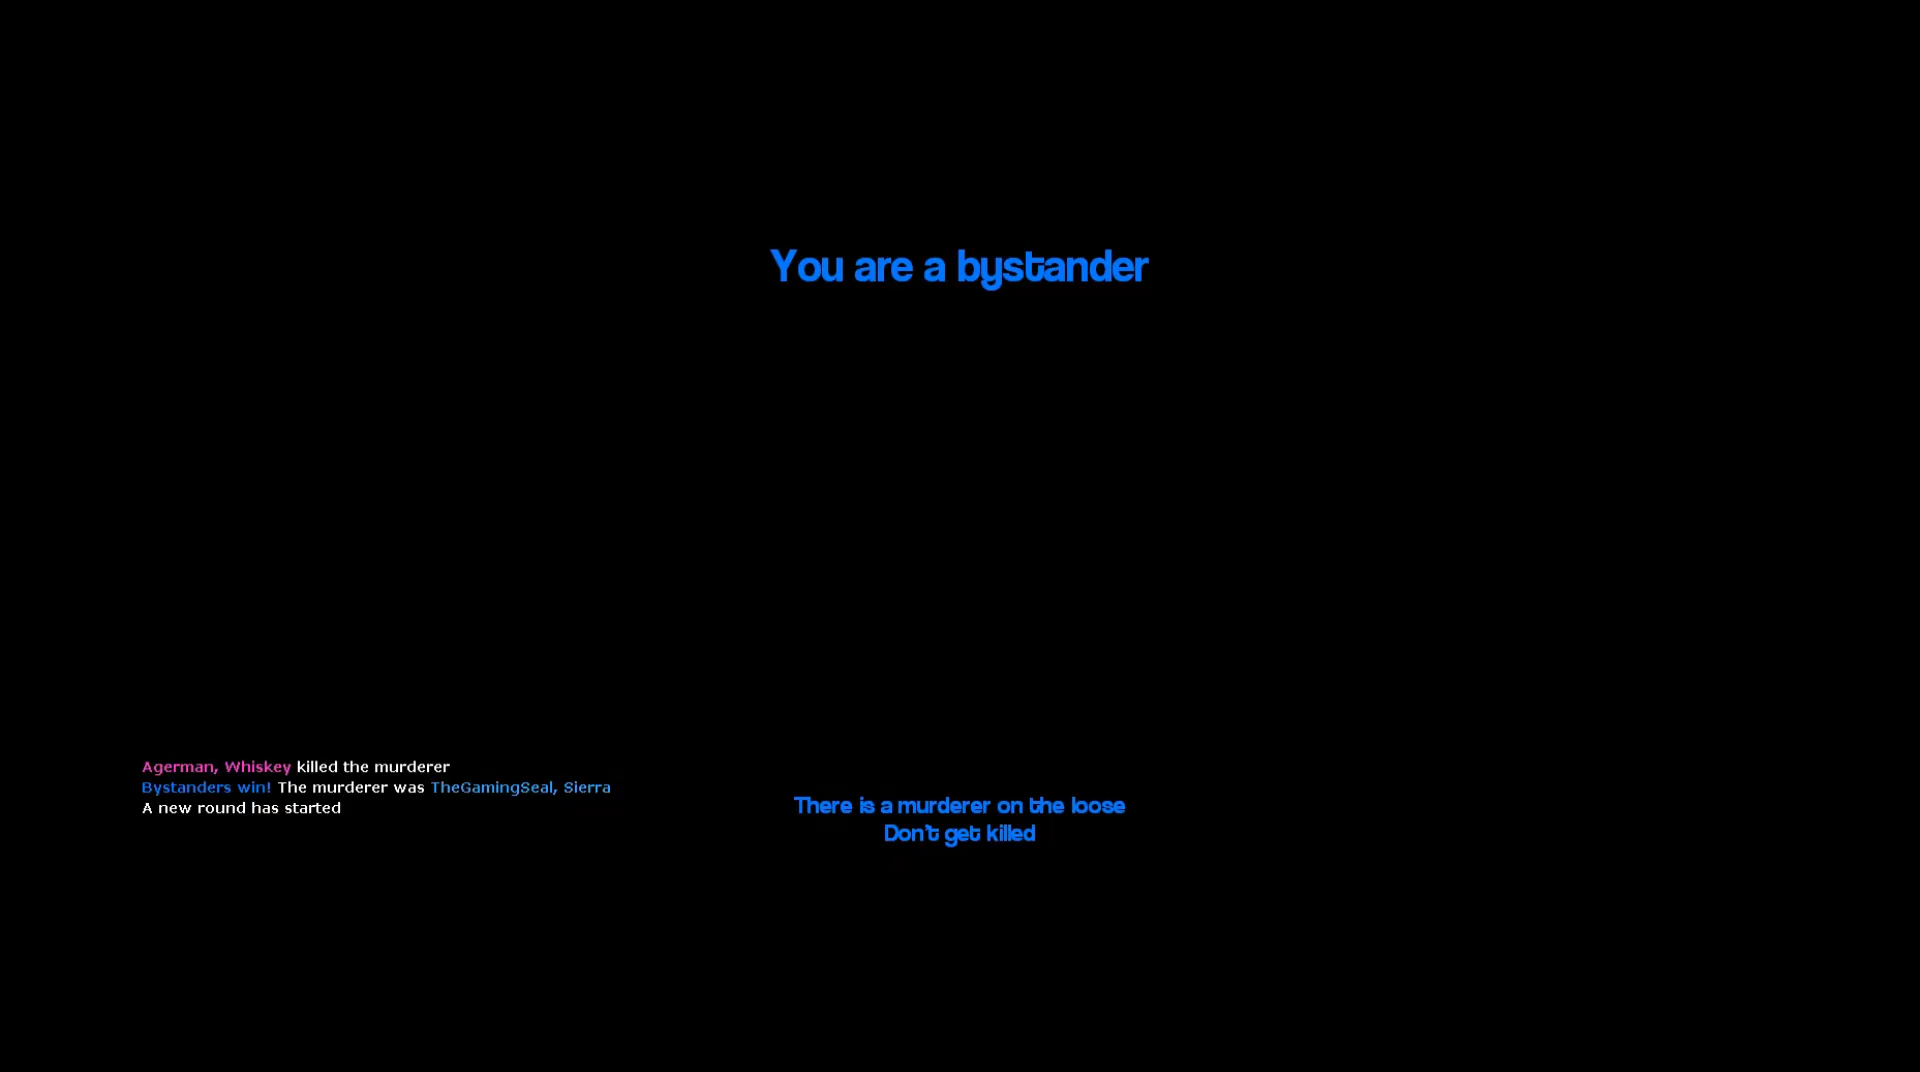 You are a bystander
Agerman, Whiskey killed the murderer
Bystanders win! The murderer was TheGamingSeal, Sierra
A new round has started
There is a murderer on the loose
Don't get killed